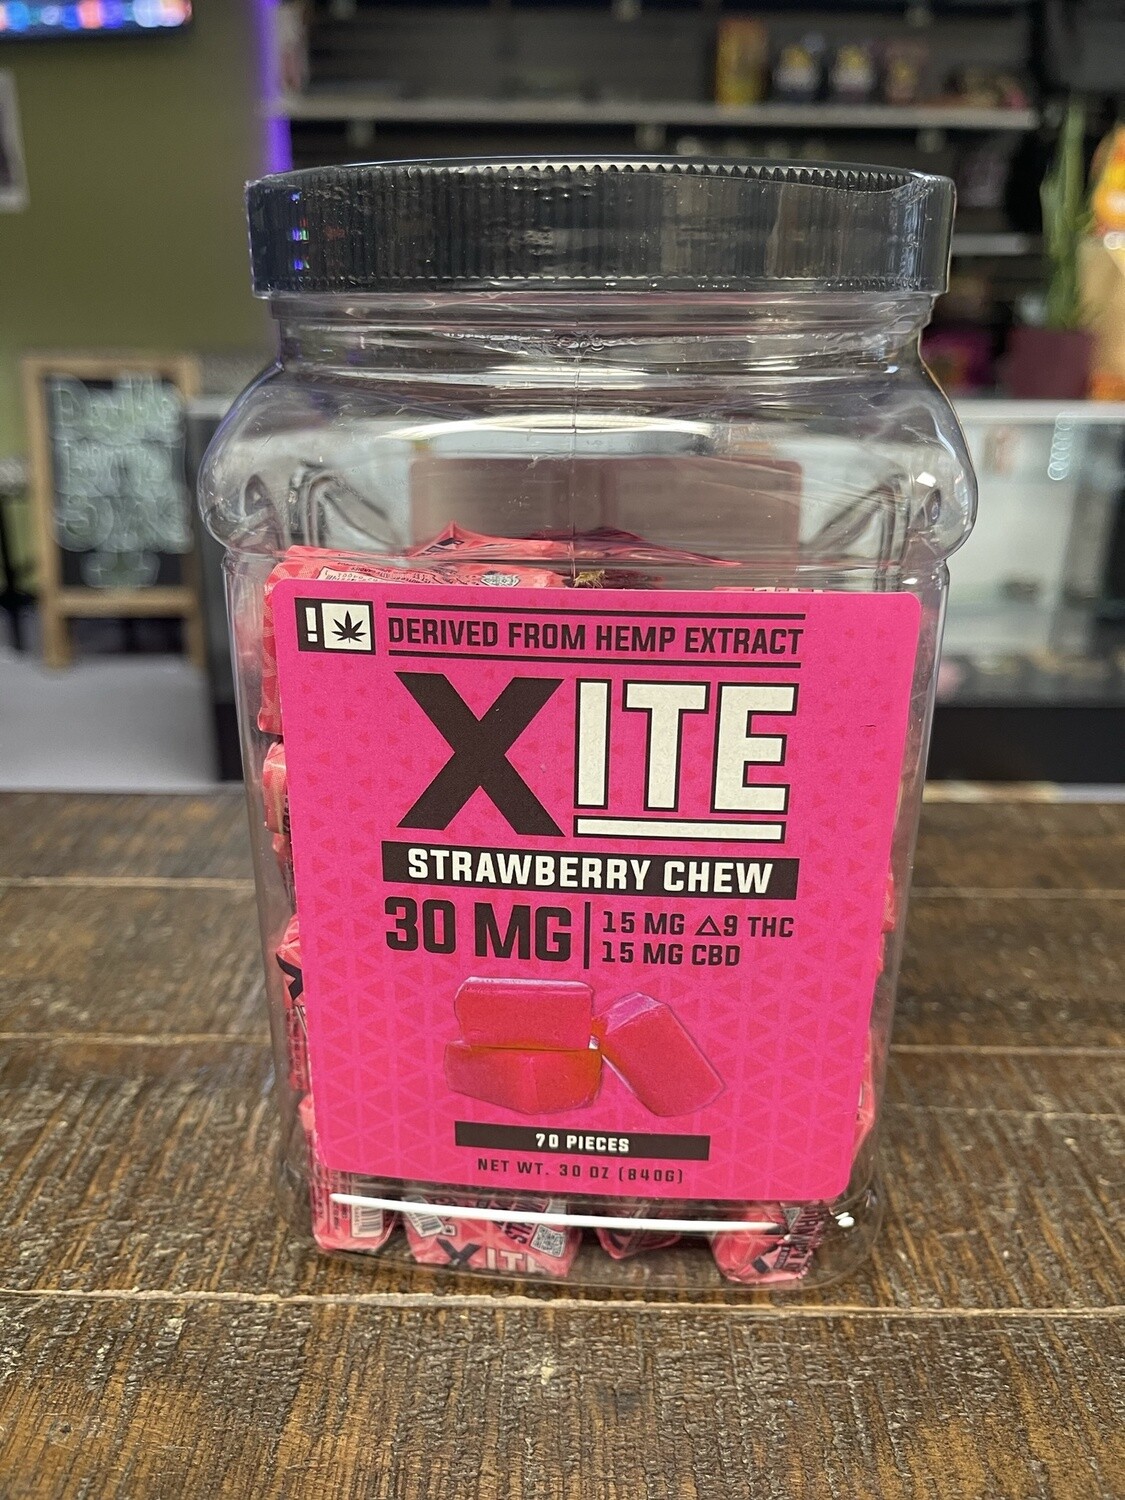 !
DERIVED FROM HEMP EXTRACT
XITE
STRAWBERRY CHEW
30 MG
15 MG △9 THC
15 MG CBD
70 PIECES
NET WT. 30 OZ (840G)
XITE